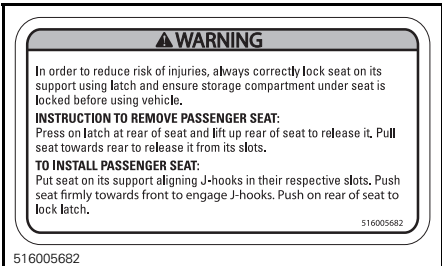 WARNING
In order to reduce risk of injuries, always correctly lock seat on its
support using latch and ensure storage compartment under seat is
locked before using vehicle.
INSTRUCTION TO REMOVE PASSENGER SEAT:
Press on latch at rear of seat and lift up rear of seat to release it. Pull
seat towards rear to release it from its slots.
TO INSTALL PASSENGER SEAT:
Put seat on its support aligning J-hooks in their respective slots. Push
seat firmly towards front to engage J-hooks. Push on rear of seat to
lock latch.
516005682
516005682